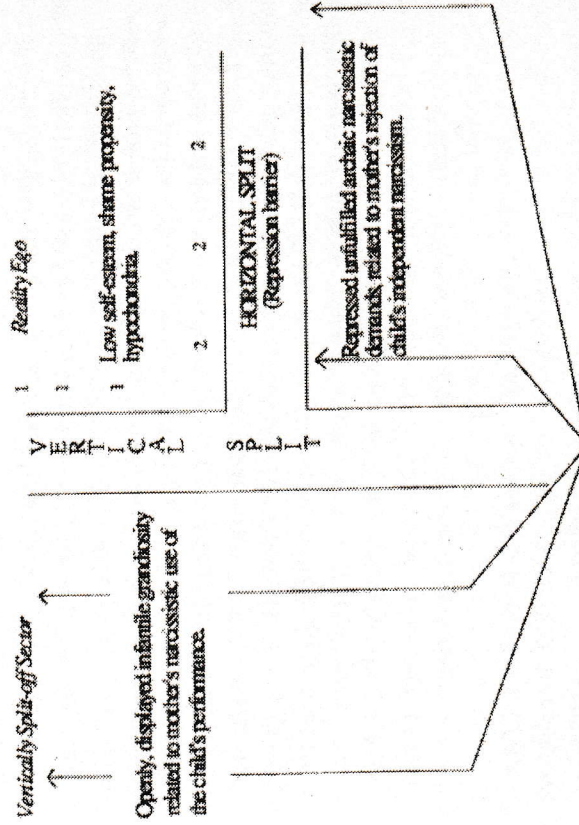 Vertically Split-off Sector
Openly, displayed infantile grandiosity
related to mother's narcissistic use of
the child's performance.
VERTICAL SPLIT
1 Reality Ego
1
1 Low self-esteem, shame propensity,
hypochondria.
2 2 2
HORIZONTAL SPLIT
(Repression barrier)
Repressed unfulfilled archaic narcissistic
demands, related to mother's rejection of
child's independent narcissism.